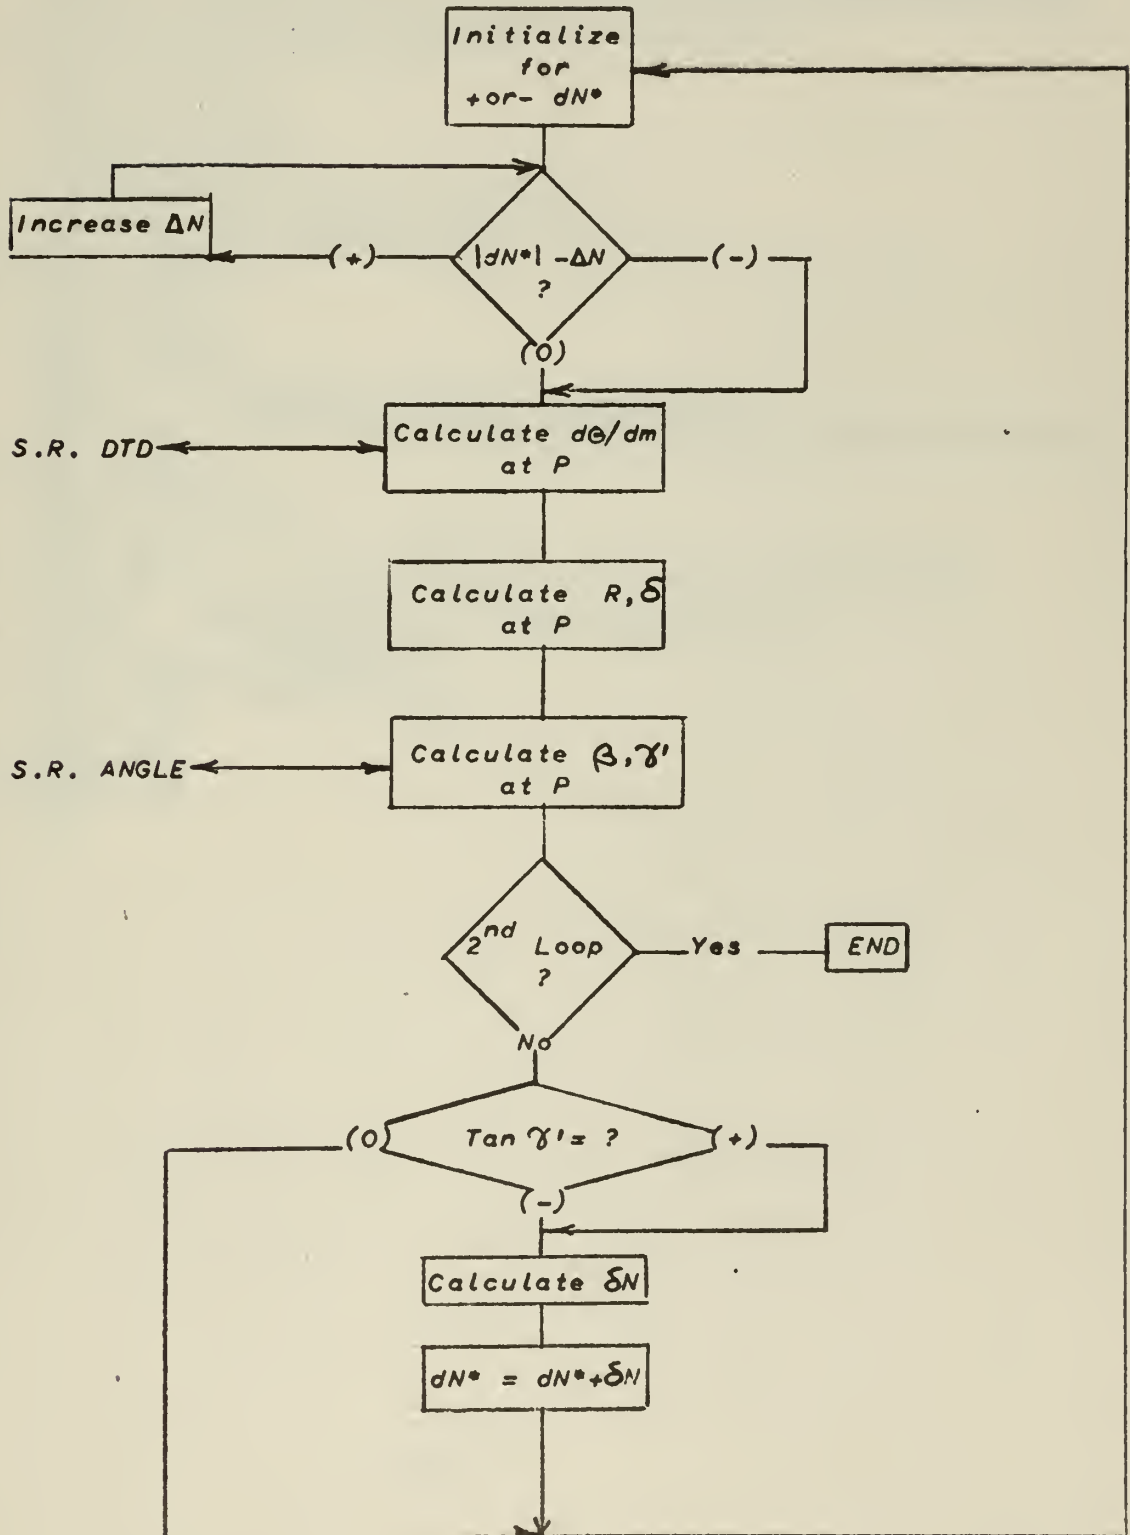 Initialize
for
+or- dN*
Increase ΔN
(+)
|dN*| - ΔN
?
(-)
(0)
S.R. DTD
Calculate dΘ/dm
at P
Calculate R, δ
at P
S.R. ANGLE
Calculate β, γ'
at P
2nd Loop
?
Yes
END
No
(0)
Tan γ' = ?
(+)
(-)
Calculate δN
dN* = dN* + δN